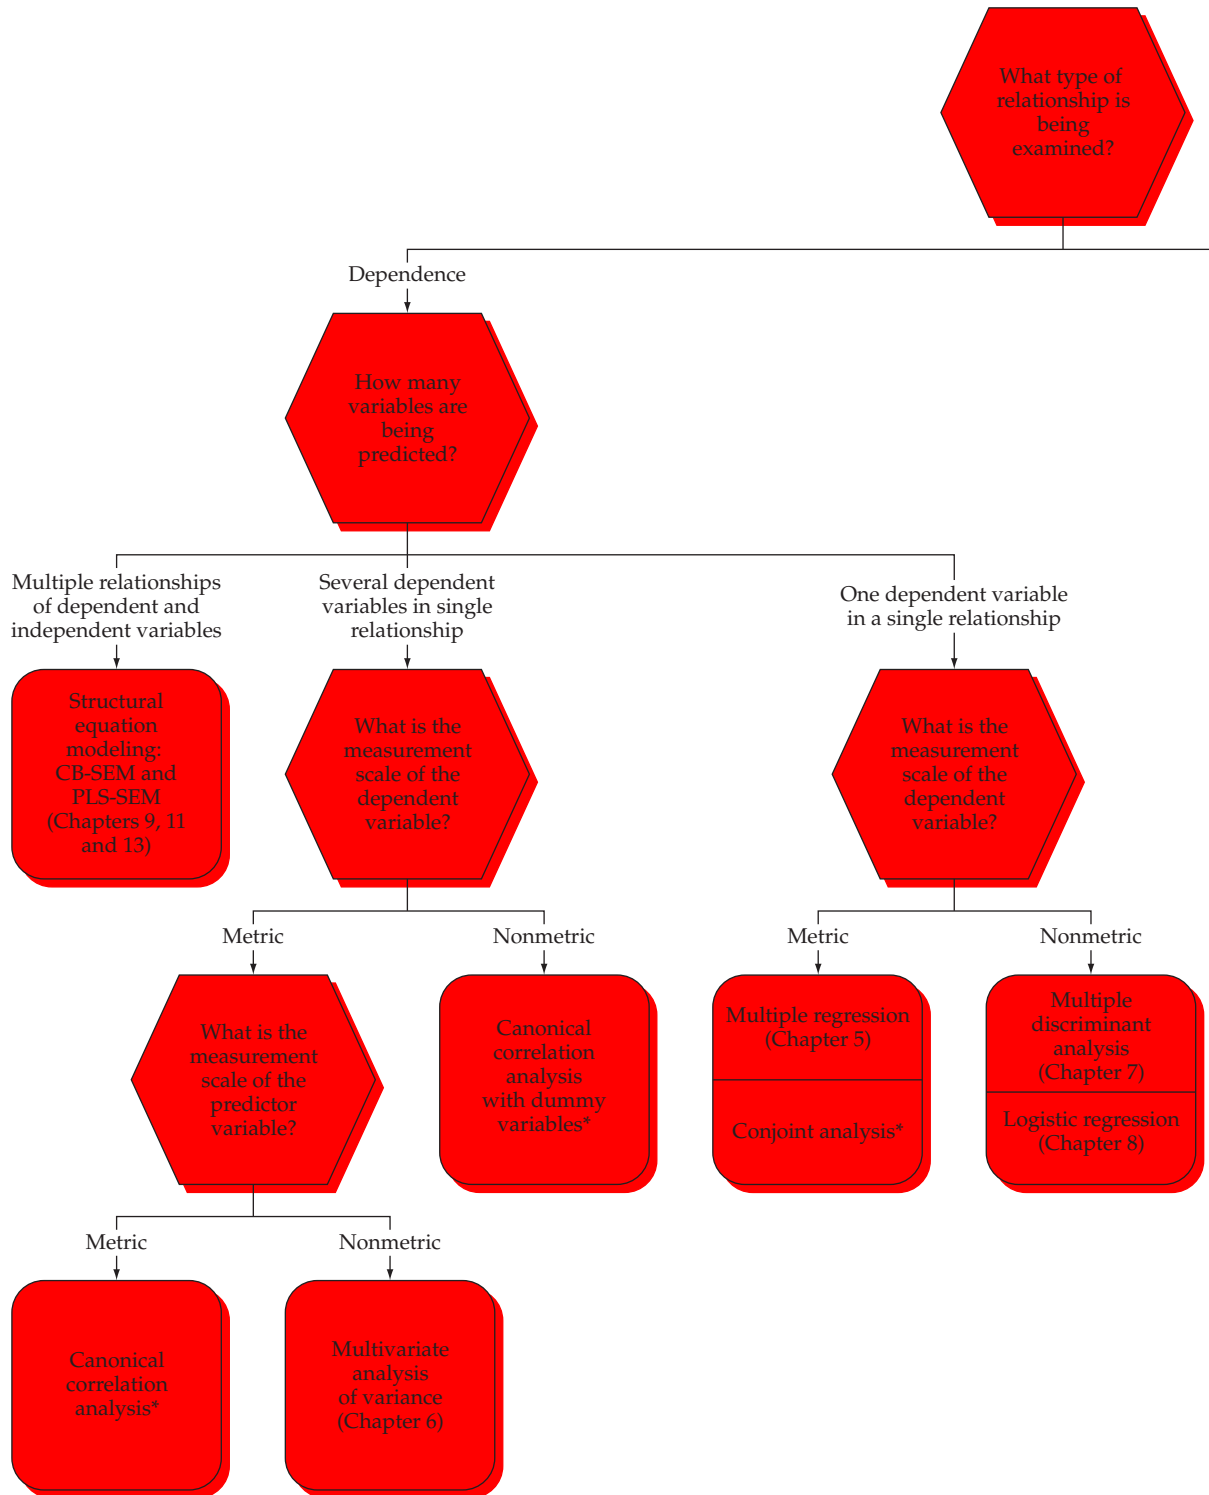 What type of
relationship is
being
examined?
Dependence
How many
variables are
being
predicted?
Multiple relationships
of dependent and
independent variables
Several dependent
variables in single
relationship
One dependent variable
in a single relationship
Structural
equation
modeling:
CB-SEM and
PLS-SEM
(Chapters 9, 11
and 13)
What is the
measurement
scale of the
dependent
variable?
What is the
measurement
scale of the
dependent
variable?
Metric
Nonmetric
Metric
Nonmetric
What is the
measurement
scale of the
predictor
variable?
Canonical
correlation
analysis
with dummy
variables*
Multiple regression
(Chapter 5)
Conjoint analysis*
Multiple
discriminant
analysis
(Chapter 7)
Logistic regression
(Chapter 8)
Metric
Nonmetric
Canonical
correlation
analysis*
Multivariate
analysis
of variance
(Chapter 6)